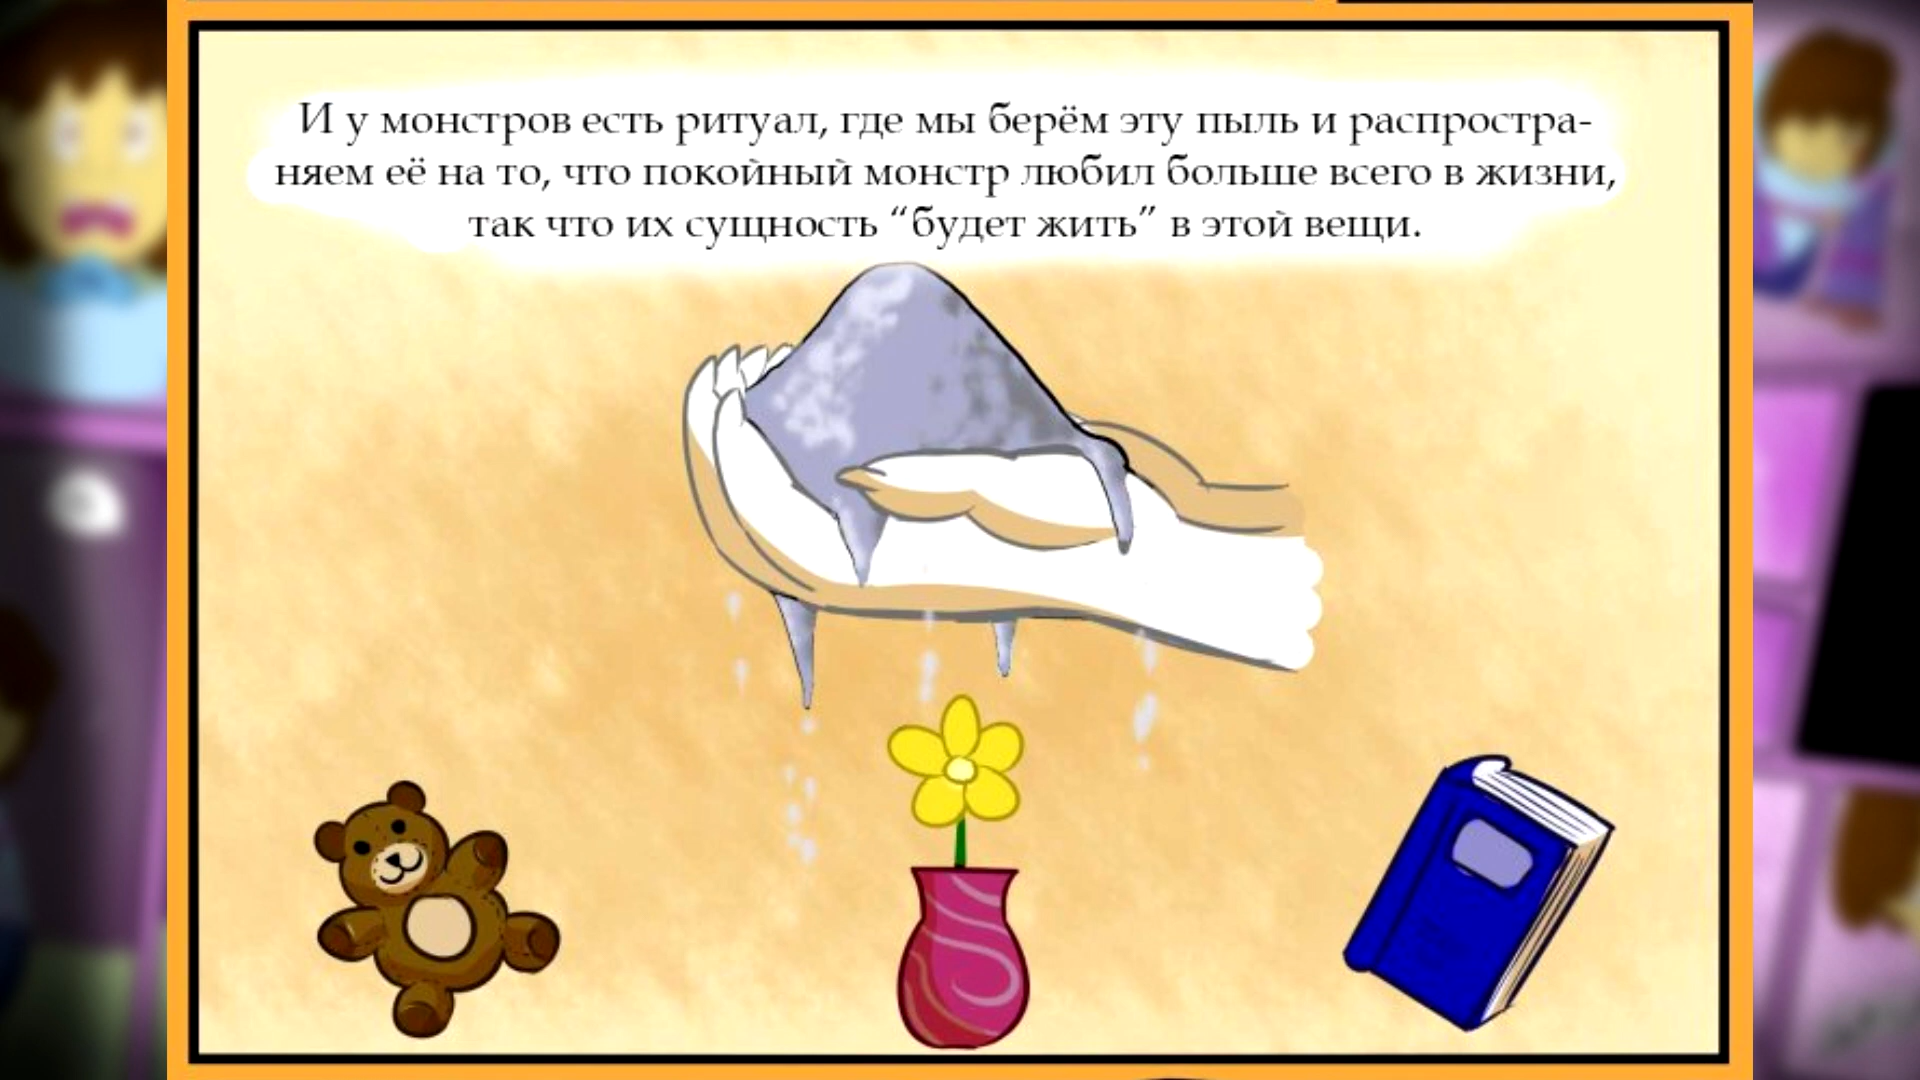 И у монстров есть ритуал, где мы берём эту пыль и распростра-
няем её на то, что покойный монстр любил больше всего в жизни,
так что их сущность “будет жить” в этой вещи.